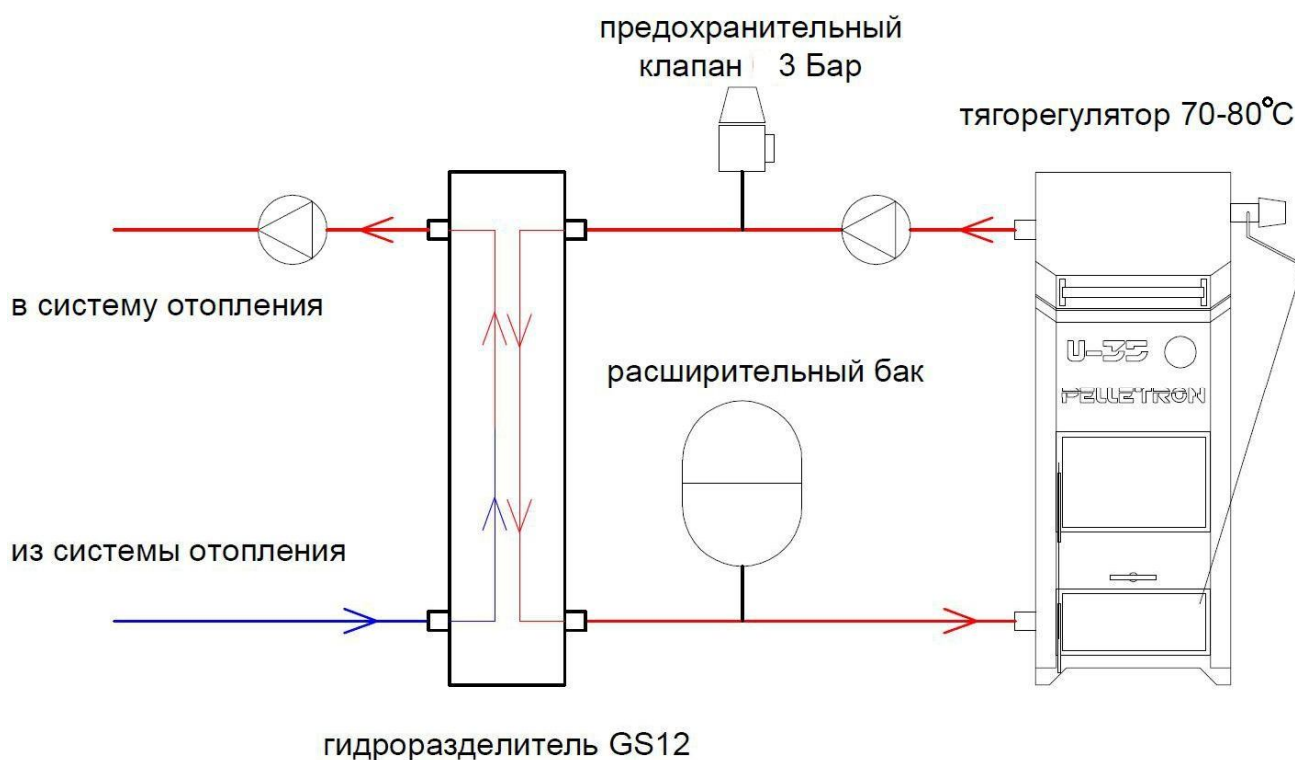 предохранительный
клапан 3 Бар
тягорегулятор 70-80°C
в систему отопления
U-35
PELLETRON
расширительный бак
из системы отопления
гидроразделитель GS12